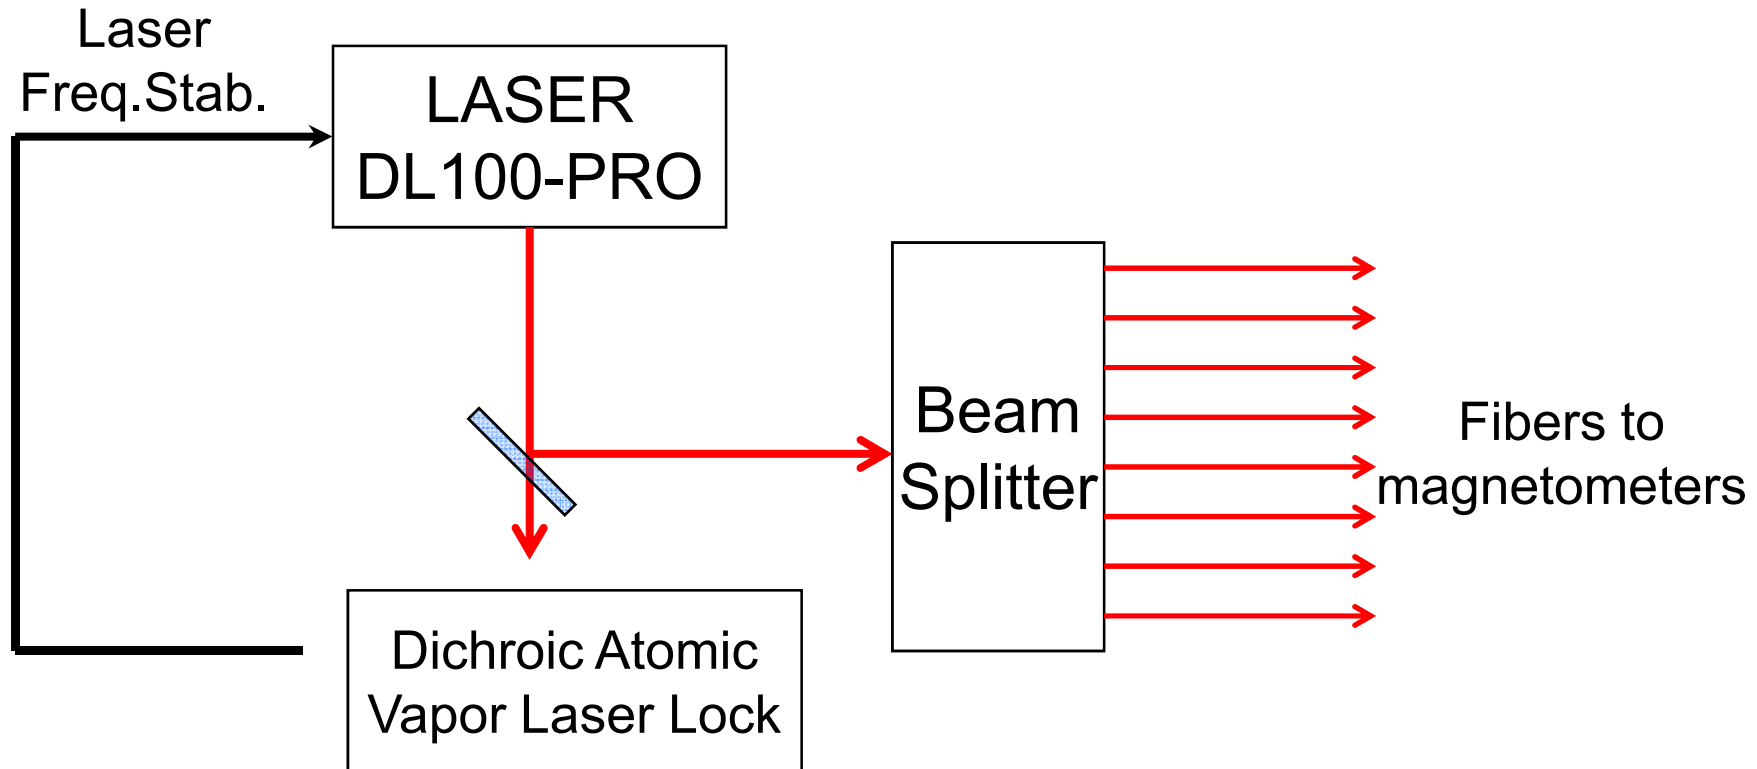 Laser
Freq.Stab.
LASER
DL100-PRO
Beam
Splitter
Fibers to
magnetometers
Dichroic Atomic
Vapor Laser Lock